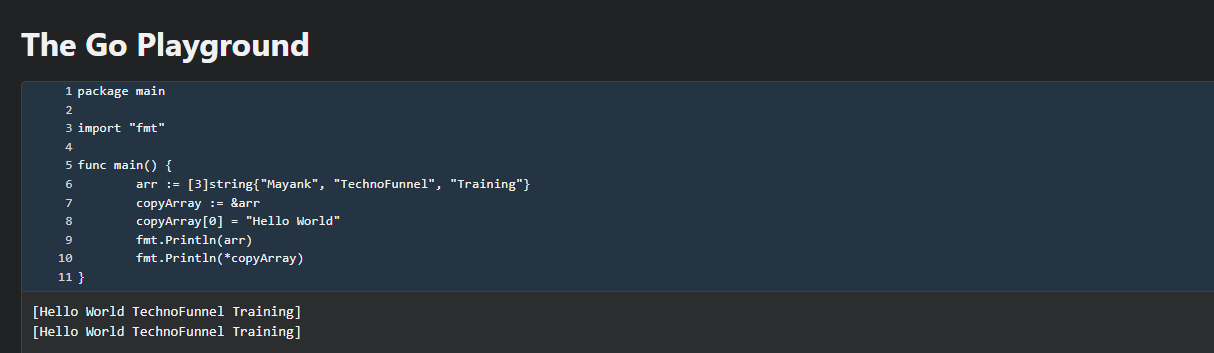 The Go Playground
1 package main
2
3 import "fmt"
4
5 func main() {
6 arr := [3]string{"Mayank", "TechnoFunnel", "Training"}
7 copyArray := &arr
8 copyArray[0] = "Hello World"
9 fmt.Println(arr)
10 fmt.Println(*copyArray)
11 }
[Hello World TechnoFunnel Training]
[Hello World TechnoFunnel Training]